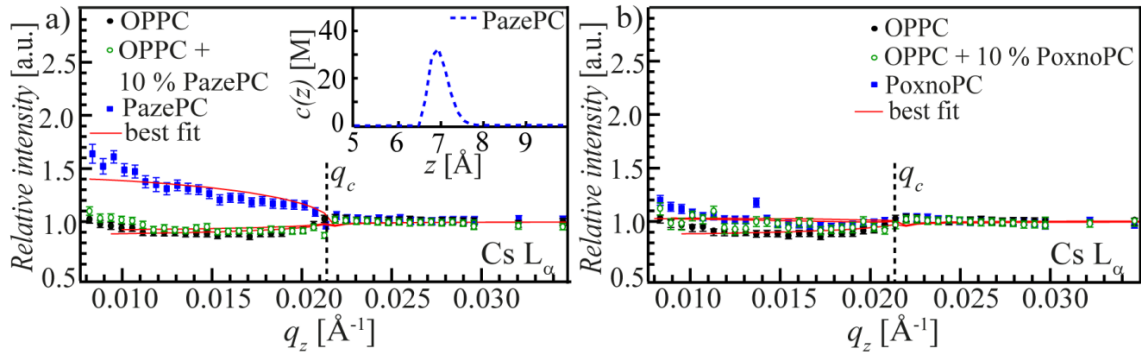 a)
Relative intensity [a.u.]
2.5
2.0
1.5
1.0
0.5
OPPC
OPPC +
10 % PazePC
PazePC
best fit
c(z) [M]
40
20
0
PazePC
5 6 7 8 9
z [Å]
q_c
Cs L_α
0.010 0.015 0.020 0.025 0.030
q_z [Å⁻¹]
b)
Relative intensity [a.u.]
2.5
2.0
1.5
1.0
0.5
OPPC
OPPC + 10 % PoxnoPC
PoxnoPC
best fit
q_c
Cs L_α
0.010 0.015 0.020 0.025 0.030
q_z [Å⁻¹]